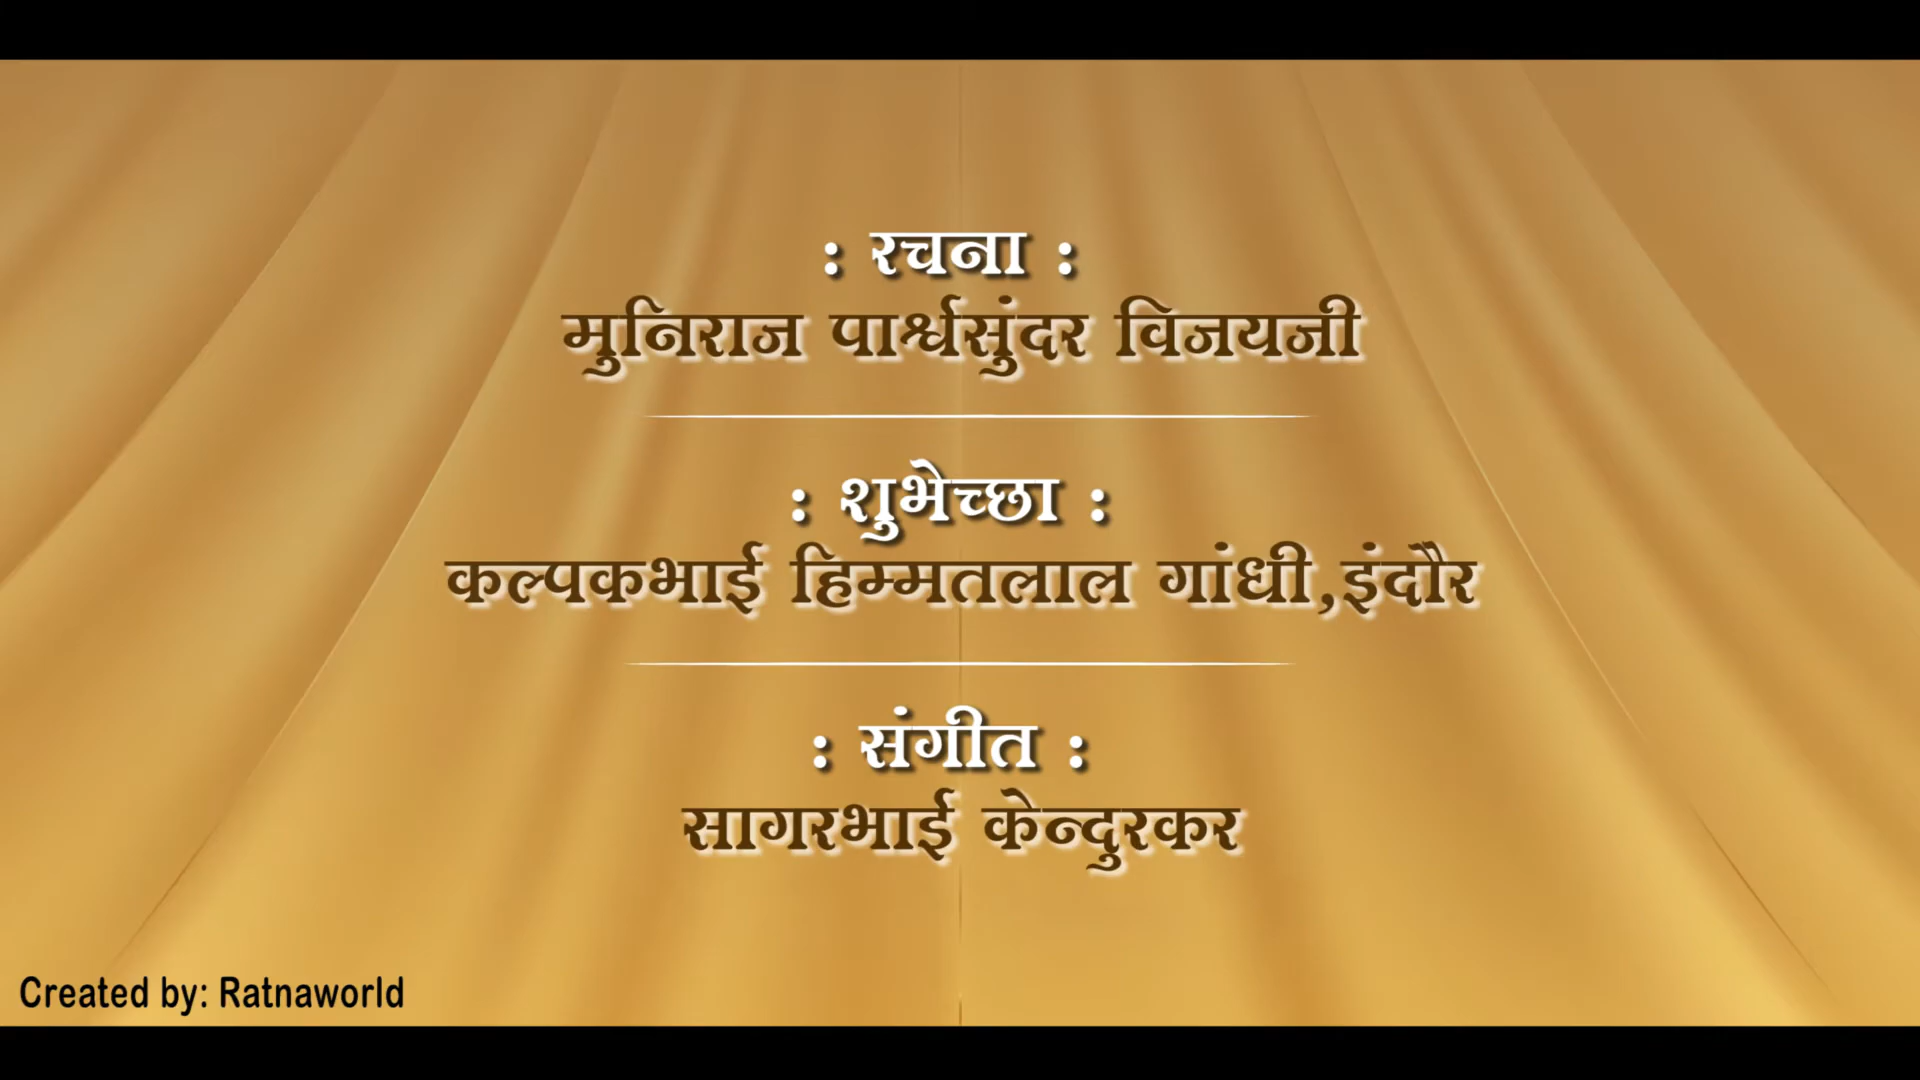 : रचना :
मुनिराज पार्श्वसुंदर विजयजी
: शुभेच्छा :
कल्पकभाई हिम्मतलाल गांधी,इंदौर
: संगीत :
सागरभाई केन्दुरकर
Created by: Ratnaworld